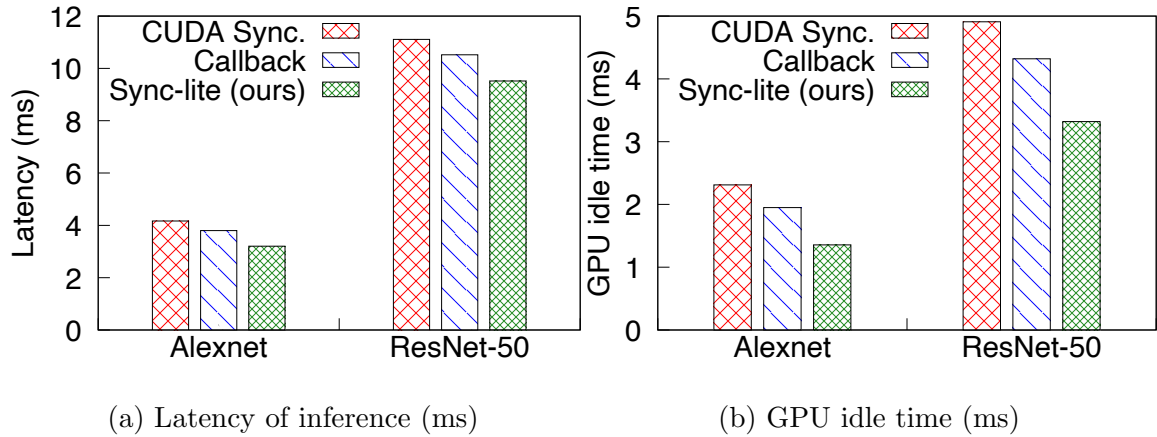 12
10
8
6
4
2
0
Latency (ms)
CUDA Sync.
Callback
Sync-lite (ours)
Alexnet
ResNet-50
(a) Latency of inference (ms)
5
4
3
2
1
0
GPU idle time (ms)
CUDA Sync.
Callback
Sync-lite (ours)
Alexnet
ResNet-50
(b) GPU idle time (ms)